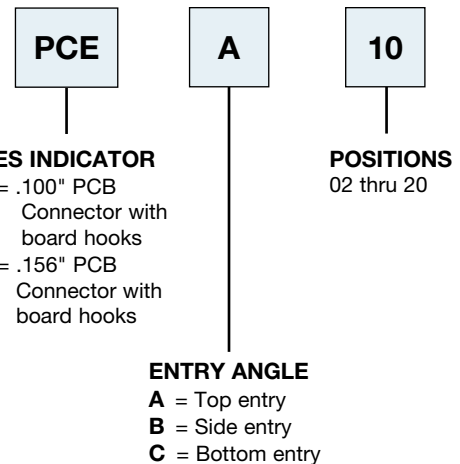 PCE A 10
ES INDICATOR
= .100" PCB
Connector with
board hooks
= .156" PCB
Connector with
board hooks
POSITIONS
02 thru 20
ENTRY ANGLE
A = Top entry
B = Side entry
C = Bottom entry